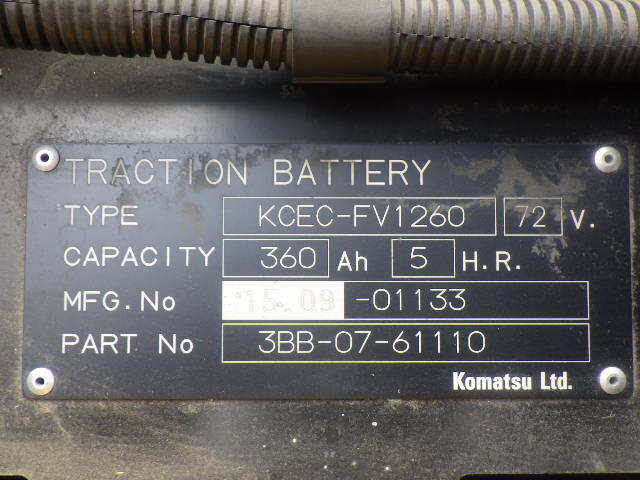 TRACTION BATTERY
TYPE KCEC-FV1260 72 V.
CAPACITY 360 Ah 5 H.R.
MFG.No 15.09 -01133
PART No 3BB-07-61110
Komatsu Ltd.